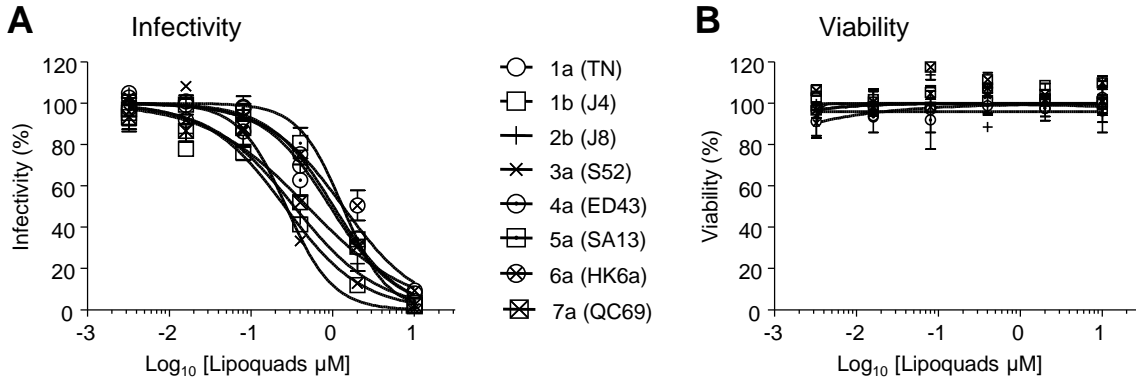 A
Infectivity
120
100
80
60
40
20
0
Infectivity (%)
-3
-2
-1
0
1
Log10 [Lipoquads µM]
1a (TN)
1b (J4)
2b (J8)
3a (S52)
4a (ED43)
5a (SA13)
6a (HK6a)
7a (QC69)
B
Viability
120
100
80
60
40
20
0
Viability (%)
-3
-2
-1
0
1
Log10 [Lipoquads µM]